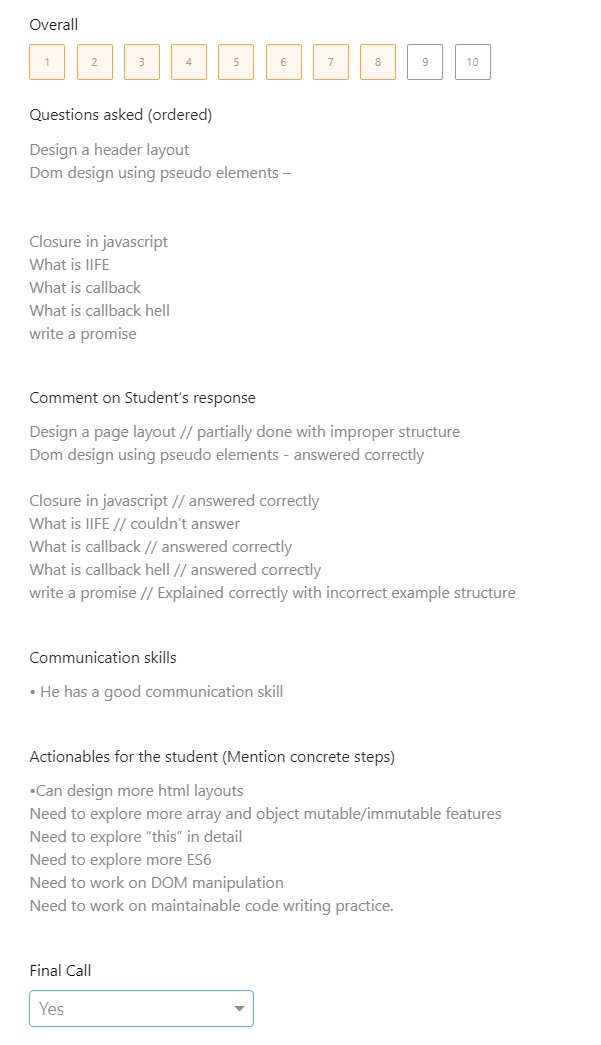 Overall
1 2 3 4 5 6 7 8 9 10
Questions asked (ordered)
Design a header layout
Dom design using pseudo elements –
Closure in javascript
What is IIFE
What is callback
What is callback hell
write a promise
Comment on Student’s response
Design a page layout // partially done with improper structure
Dom design using pseudo elements - answered correctly
Closure in javascript // answered correctly
What is IIFE // couldn’t answer
What is callback // answered correctly
What is callback hell // answered correctly
write a promise // Explained correctly with incorrect example structure
Communication skills
• He has a good communication skill
Actionables for the student (Mention concrete steps)
•Can design more html layouts
Need to explore more array and object mutable/immutable features
Need to explore “this” in detail
Need to explore more ES6
Need to work on DOM manipulation
Need to work on maintainable code writing practice.
Final Call
Yes